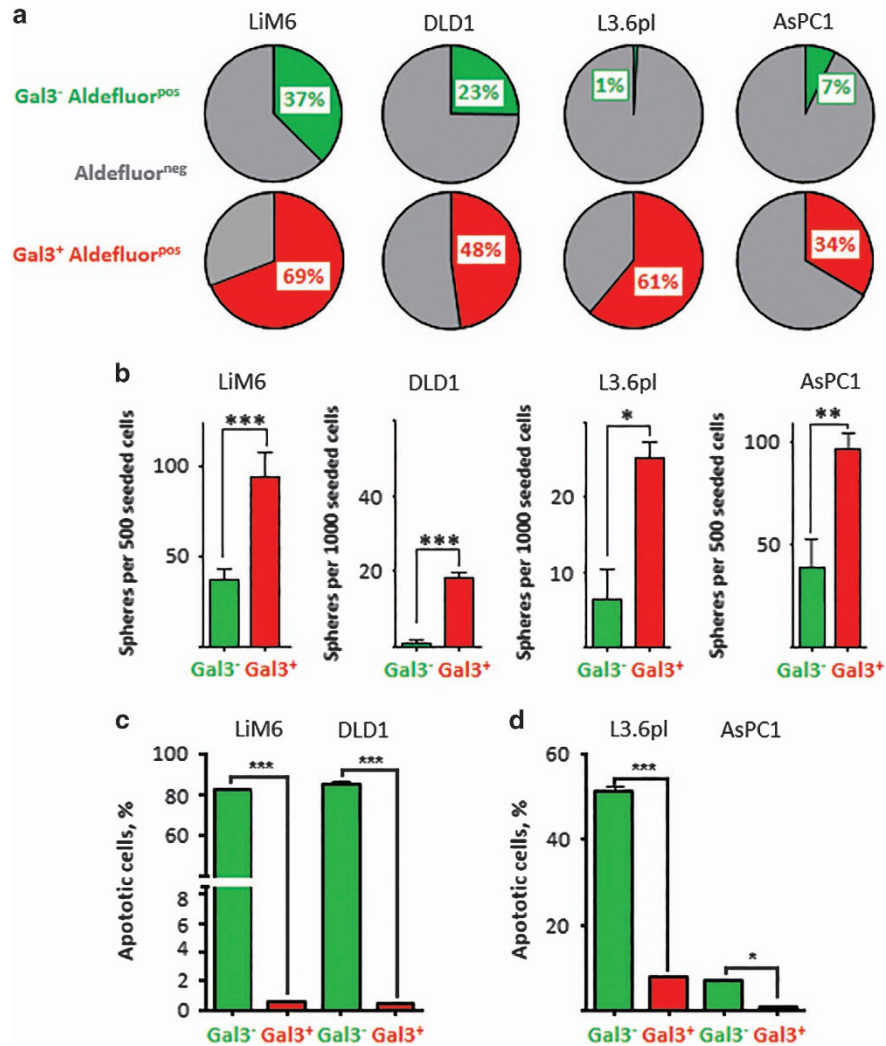 a
LiM6 DLD1 L3.6pl AsPC1
Gal3⁻ Aldefluorᵖᵒˢ 37% 23% 1% 7%
Aldefluorⁿᵉᵍ
Gal3⁺ Aldefluorᵖᵒˢ 69% 48% 61% 34%
b
LiM6 DLD1 L3.6pl AsPC1
Spheres per 500 seeded cells
100
50
***
Gal3⁻ Gal3⁺
Spheres per 1000 seeded cells
40
20
***
Gal3⁻ Gal3⁺
Spheres per 1000 seeded cells
20
10
*
Gal3⁻ Gal3⁺
Spheres per 500 seeded cells
100
50
**
Gal3⁻ Gal3⁺
c
LiM6 DLD1
Apoptotic cells, %
100
80
60
8
6
4
2
0
*** ***
Gal3⁻ Gal3⁺ Gal3⁻ Gal3⁺
d
L3.6pl AsPC1
Apoptotic cells, %
60
40
20
***
*
Gal3⁻ Gal3⁺ Gal3⁻ Gal3⁺